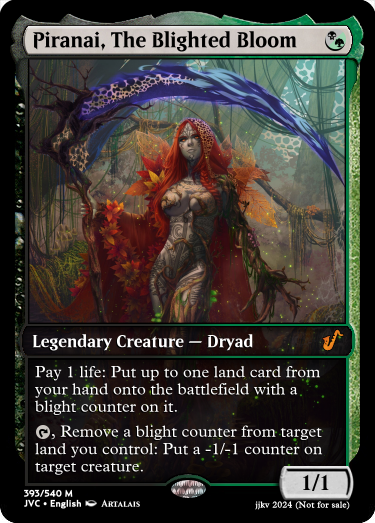 Piranai, The Blighted Bloom
Legendary Creature — Dryad
Pay 1 life: Put up to one land card from
your hand onto the battlefield with a
blight counter on it.
, Remove a blight counter from target
land you control: Put a -1/-1 counter on
target creature.
1/1
393/540 M
JVC • English Artalais
jjkv 2024 (Not for sale)